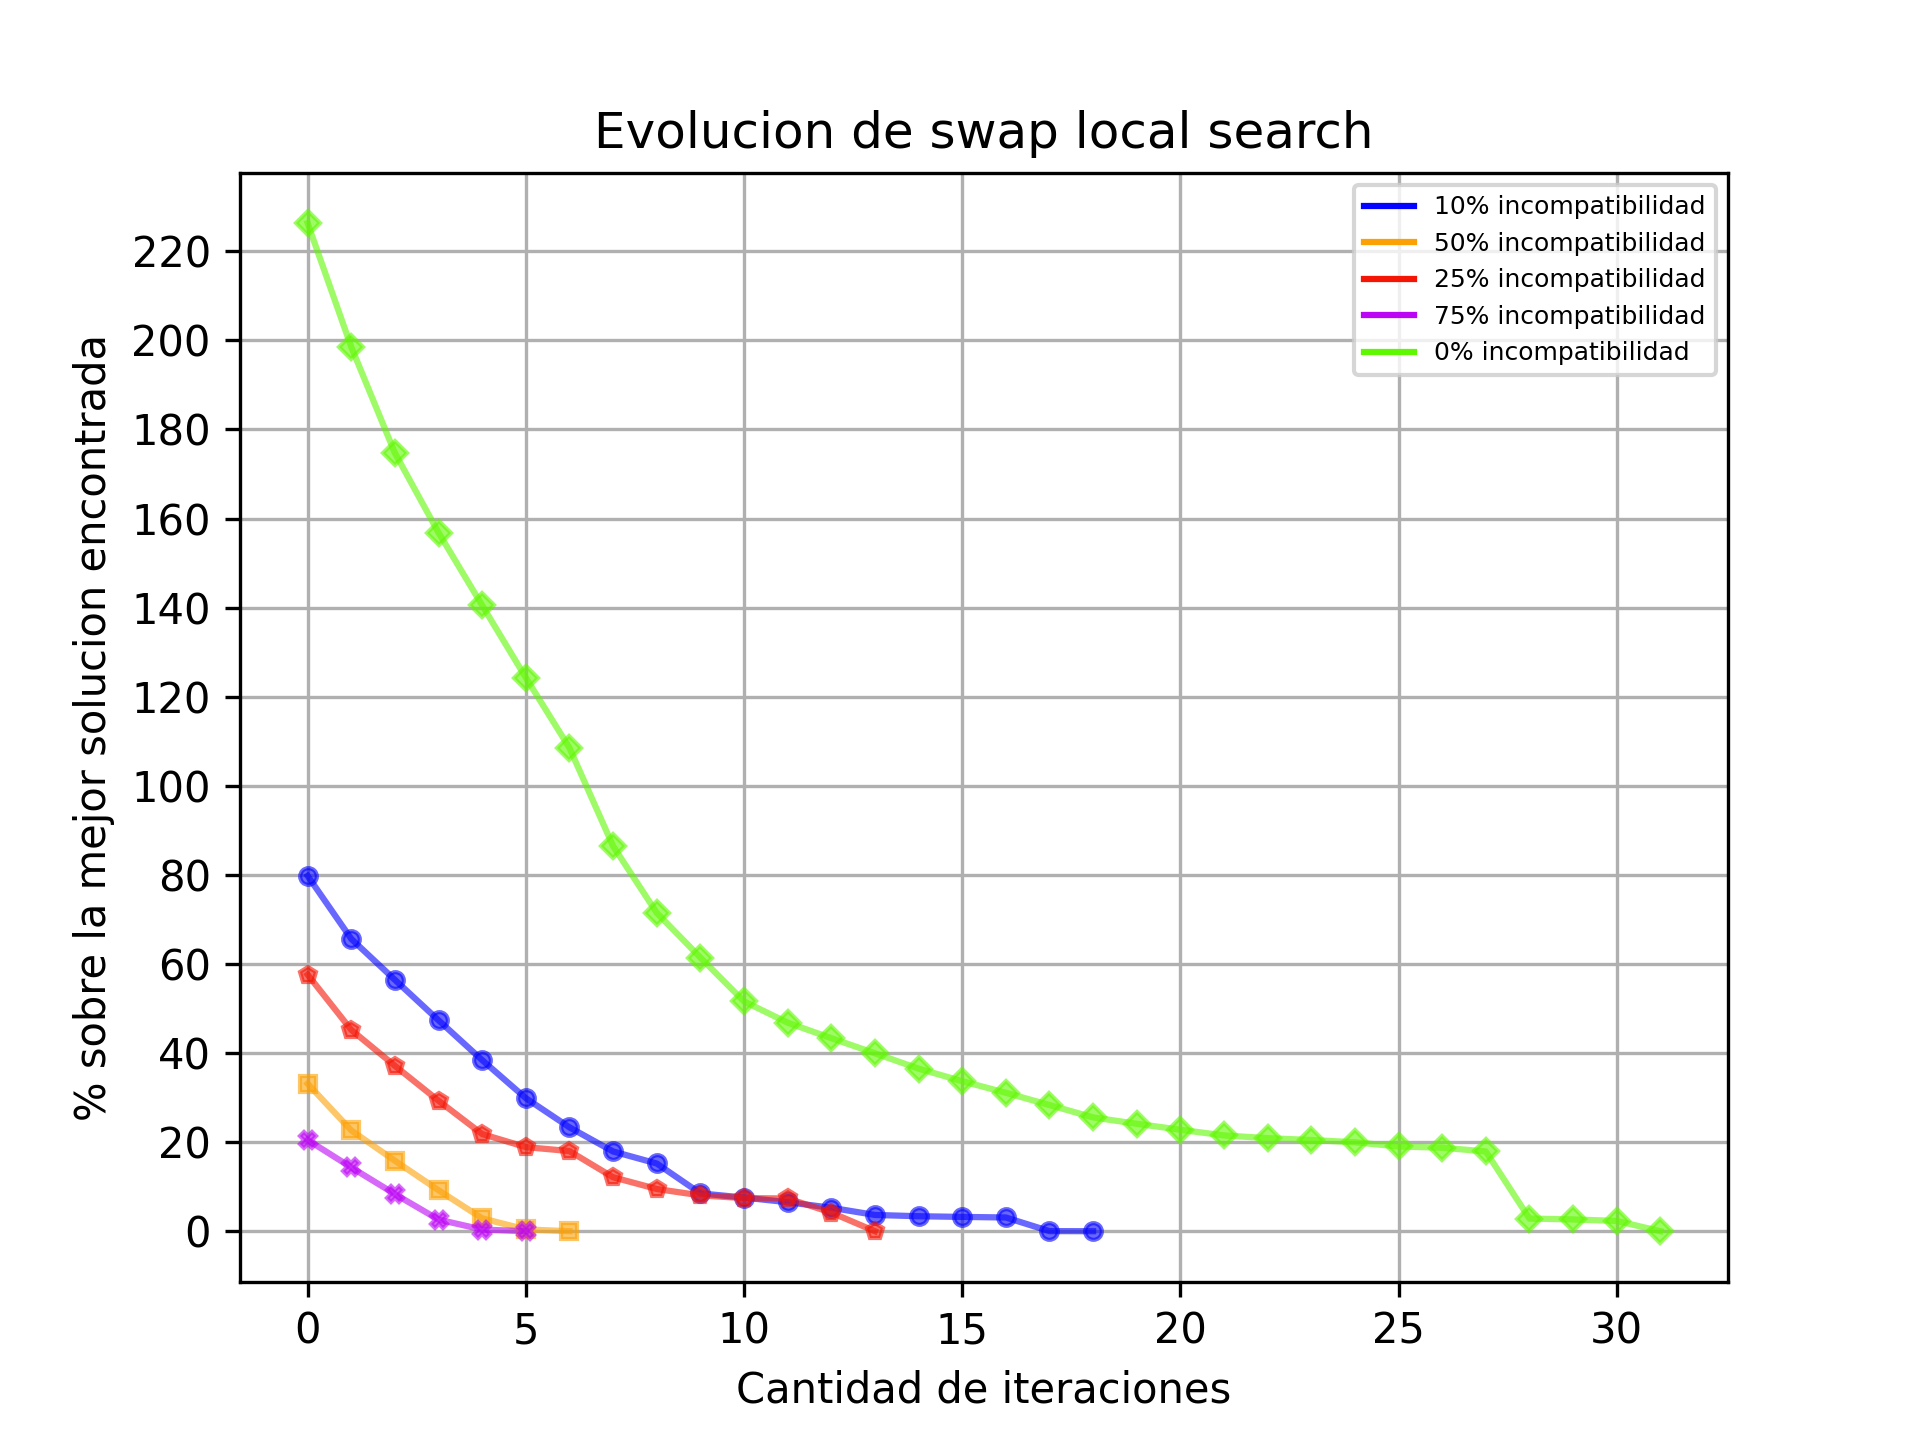 Evolucion de swap local search
10% incompatibilidad
50% incompatibilidad
25% incompatibilidad
75% incompatibilidad
0% incompatibilidad
% sobre la mejor solucion encontrada
220
200
180
160
140
120
100
80
60
40
20
0
0 5 10 15 20 25 30
Cantidad de iteraciones